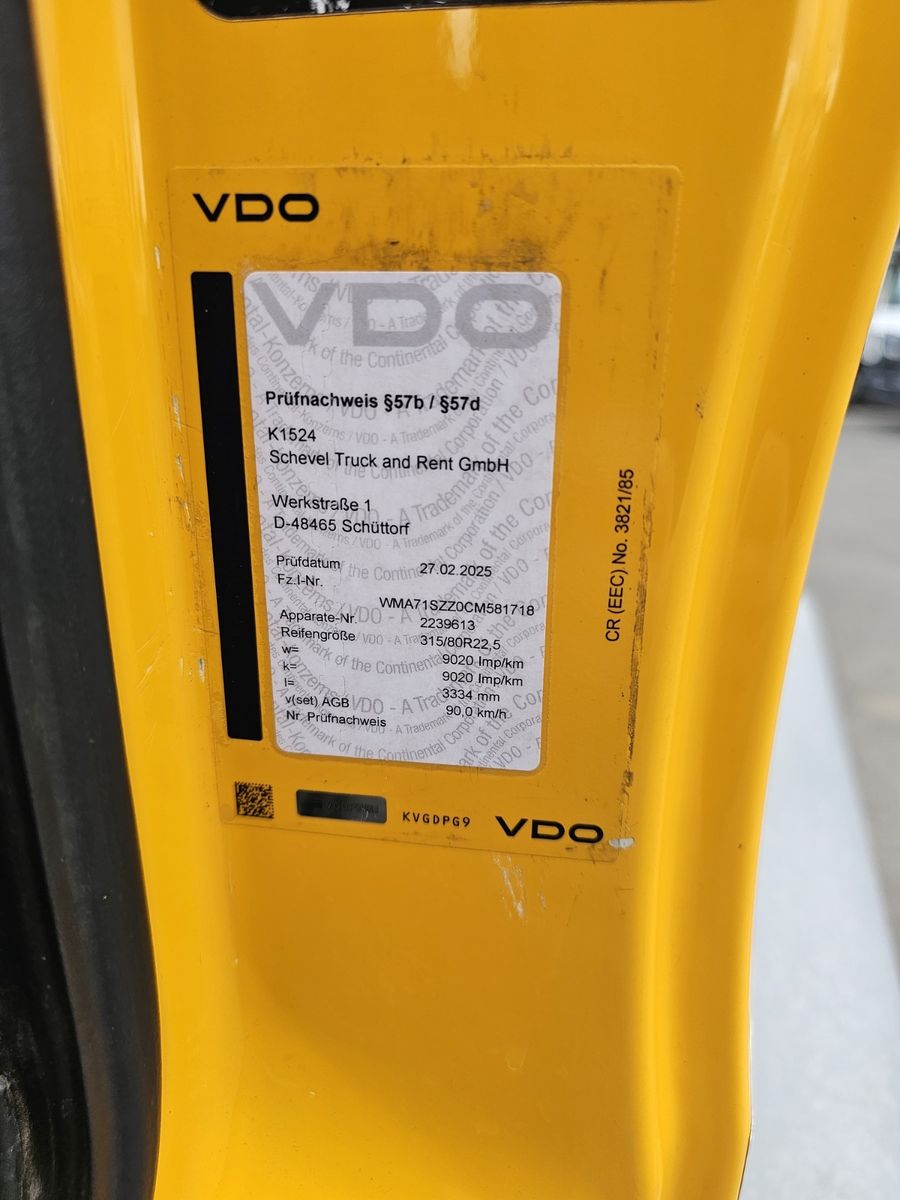 VDO
VDO
Prüfnachweis §57b / §57d
K1524
Schevel Truck and Rent GmbH
Werkstraße 1
D-48465 Schüttorf
Prüfdatum 27.02.2025
Fz.I-Nr.
WMA71SZZ0CM581718
Apparate-Nr. 2239613
Reifengröße 315/80R22,5
w= 9020 Imp/km
k= 9020 Imp/km
l= 3334 mm
v(set) AGB 90,0 km/h
Nr. Prüfnachweis
CR (EEC) No. 3821/85
KVGDPG9
VDO